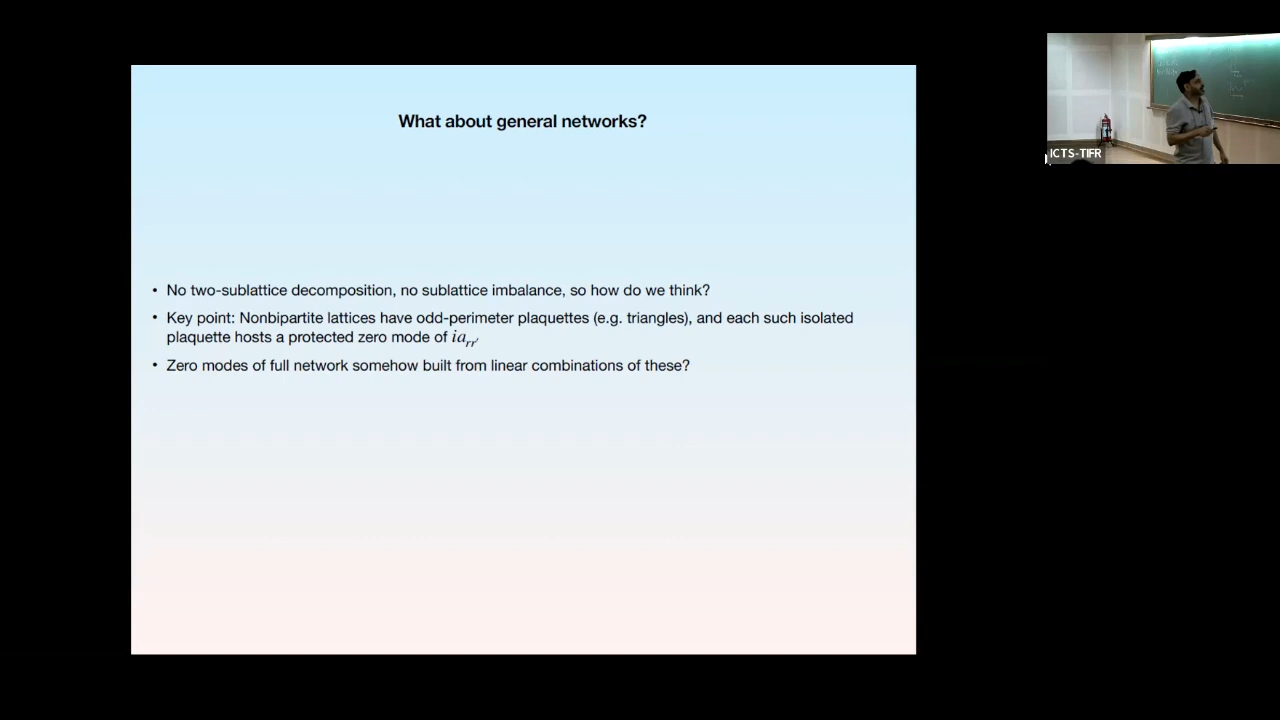 What about general networks?
• No two-sublattice decomposition, no sublattice imbalance, so how do we think?
• Key point: Nonbipartite lattices have odd-perimeter plaquettes (e.g. triangles), and each such isolated
plaquette hosts a protected zero mode of ia_{rr'}
• Zero modes of full network somehow built from linear combinations of these?
ICTS-TIFR